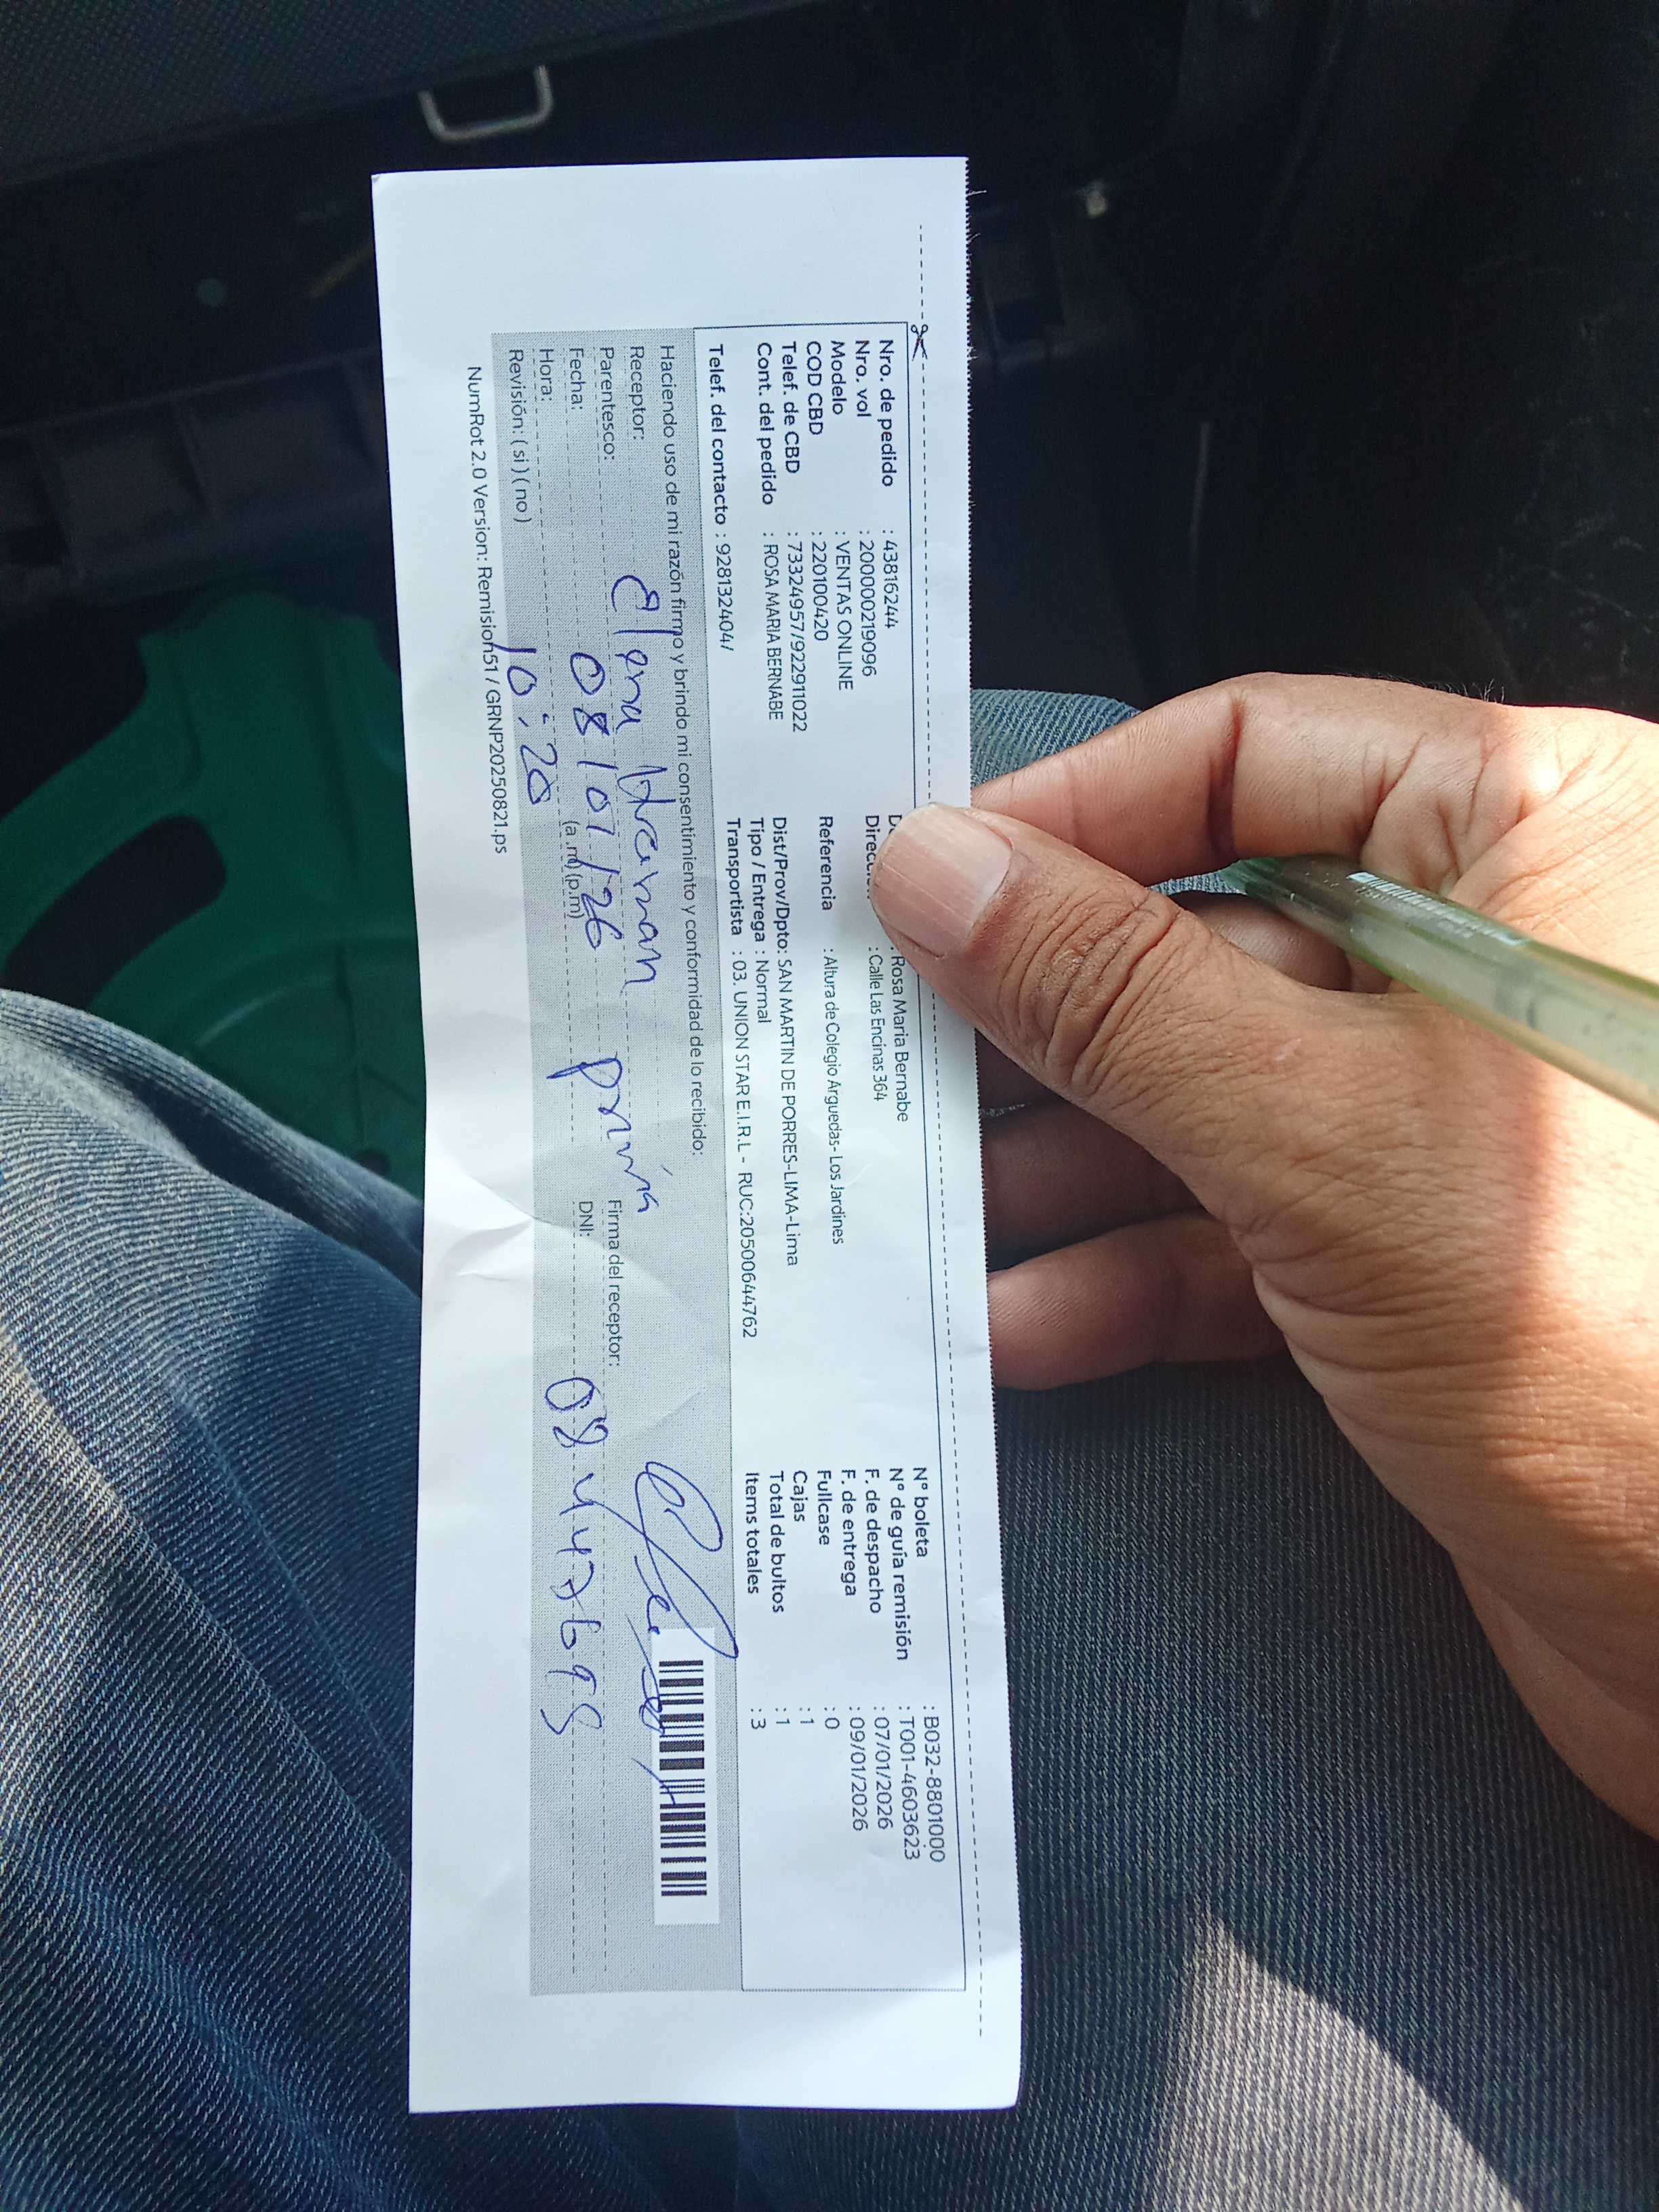 Nro. de pedido : 43816244
Nro. vol : 200000219096
Modelo : VENTAS ONLINE
COD CBD : 220100420
Telef. de CBD : 73324957/922911022
Cont. del pedido : ROSA MARIA BERNABE
Telef. del contacto : 928132404/
: Rosa Maria Bernabe
Direcc : Calle Las Encinas 364
Referencia : Altura de Colegio Arguedas- Los Jardines
Dist/Prov/Dpto: SAN MARTIN DE PORRES-LIMA-Lima
Tipo / Entrega : Normal
Transportista : 03. UNION STAR E.I.R.L - RUC:20500644762
N° boleta : B032-8801000
N° de guía remisión : T001-4603623
F. de despacho : 07/01/2026
F. de entrega : 09/01/2026
Fullcase : 0
Cajas : 1
Total de bultos : 1
Items totales : 3
Haciendo uso de mi razón firmo y brindo mi consentimiento y conformidad de lo recibido:
Receptor: Elena
Parentesco: prima
Fecha: 08/01/26
Hora: 10:20 (a .m) (p.m)
Revisión: ( si ) ( no )
Firma del receptor:
DNI: 08447695
NumRot 2.0 Version: Remision51 / GRNP20250821.ps